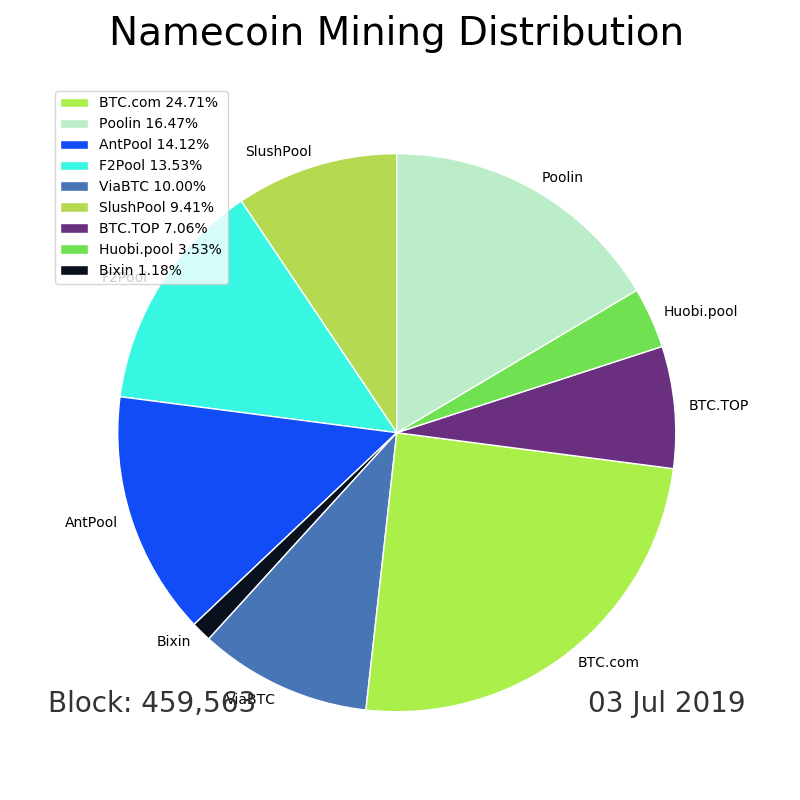 Namecoin Mining Distribution
BTC.com 24.71%
Poolin 16.47%
AntPool 14.12%
F2Pool 13.53%
ViaBTC 10.00%
SlushPool 9.41%
BTC.TOP 7.06%
Huobi.pool 3.53%
Bixin 1.18%
SlushPool
Poolin
F2Pool
Huobi.pool
BTC.TOP
AntPool
Bixin
BTC.com
ViaBTC
Block: 459,563
03 Jul 2019